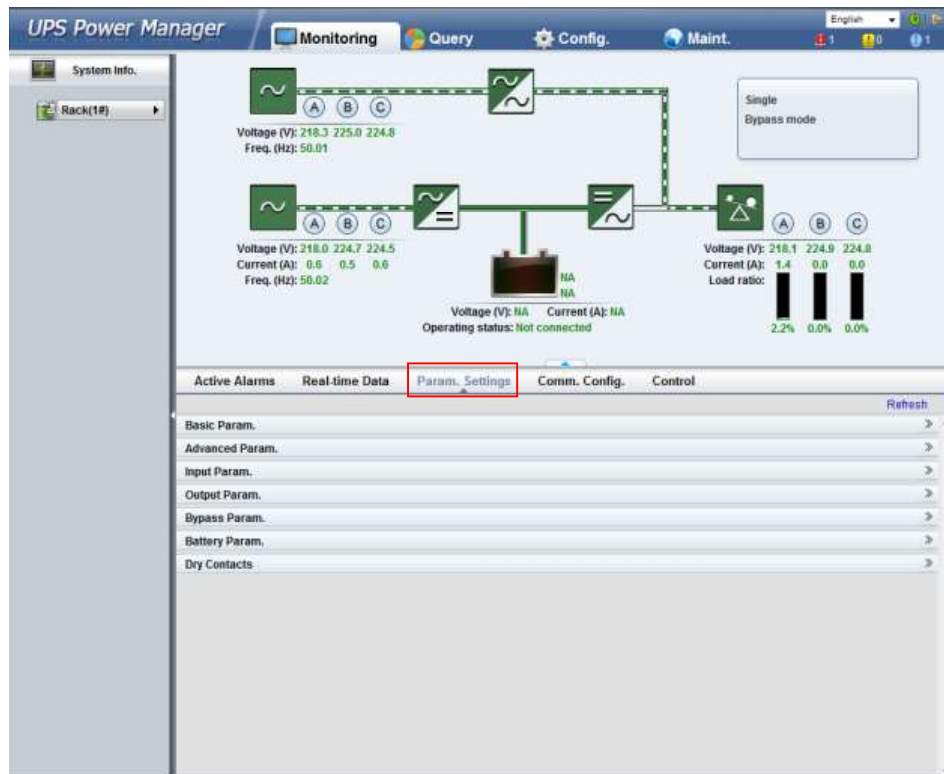 UPS Power Manager
Monitoring
Query
Config.
Maint.
English
1 0 1
System Info.
Rack(1#)
A B C
Voltage (V): 218.3 225.0 224.8
Freq. (Hz): 50.01
Single
Bypass mode
A B C
Voltage (V): 218.0 224.7 224.5
Current (A): 0.6 0.5 0.6
Freq. (Hz): 50.02
NA
NA
Voltage (V): NA Current (A): NA
Operating status: Not connected
A B C
Voltage (V): 218.1 224.9 224.8
Current (A): 1.4 0.0 0.0
Load ratio:
2.2% 0.0% 0.0%
Active Alarms Real-time Data Param. Settings Comm. Config. Control
Refresh
Basic Param.
Advanced Param.
Input Param.
Output Param.
Bypass Param.
Battery Param.
Dry Contacts